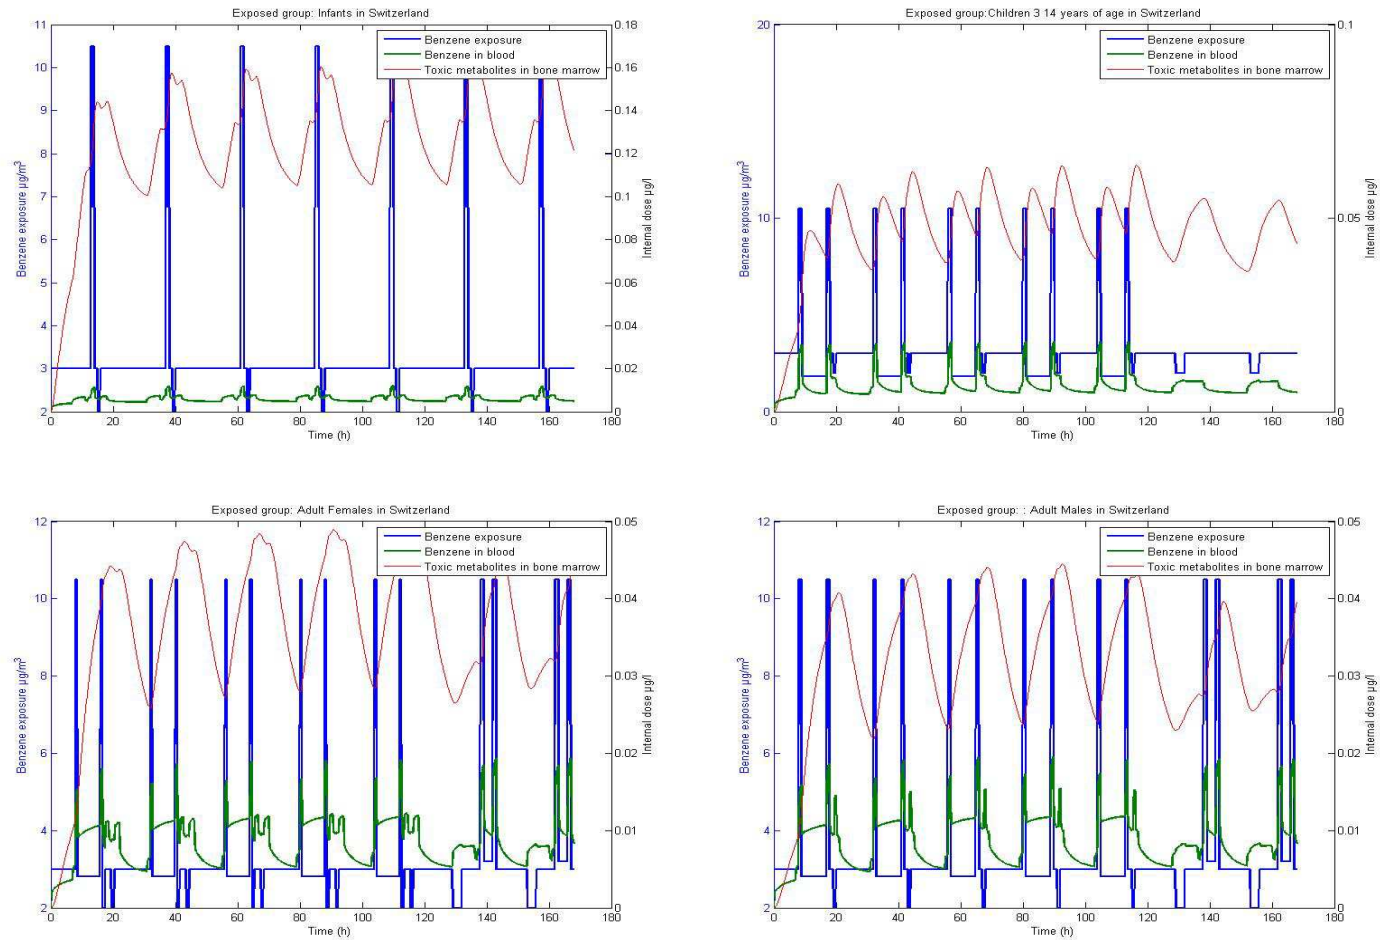 Exposed group: Infants in Switzerland
11 10 9 8 7 6 5 4 3 2
Benzene exposure µg/m³
Benzene exposure
Benzene in blood
Toxic metabolites in bone marrow
0.18 0.16 0.14 0.12 0.1 0.08 0.06 0.04 0.02 0
Internal dose µg/l
0 20 40 60 80 100 120 140 160 180
Time (h)
Exposed group:Children 3 14 years of age in Switzerland
20 10 0
Benzene exposure µg/m³
Benzene exposure
Benzene in blood
Toxic metabolites in bone marrow
0.1 0.05 0
Internal dose µg/l
0 20 40 60 80 100 120 140 160 180
Time (h)
Exposed group: Adult Females in Switzerland
12 10 8 6 4 2
Benzene exposure µg/m³
Benzene exposure
Benzene in blood
Toxic metabolites in bone marrow
0.05 0.04 0.03 0.02 0.01 0
Internal dose µg/l
0 20 40 60 80 100 120 140 160 180
Time (h)
Exposed group: : Adult Males in Switzerland
12 10 8 6 4 2
Benzene exposure µg/m³
Benzene exposure
Benzene in blood
Toxic metabolites in bone marrow
0.05 0.04 0.03 0.02 0.01 0
Internal dose µg/l
0 20 40 60 80 100 120 140 160 180
Time (h)